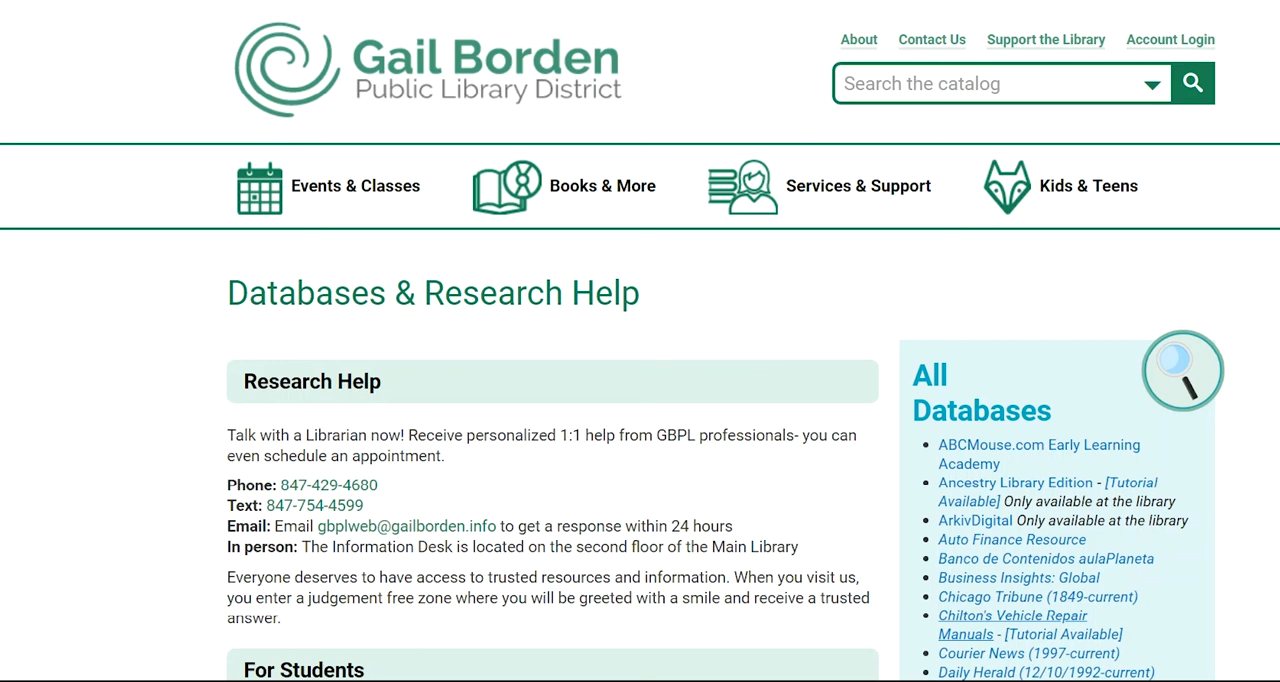 Gail Borden
Public Library District
About Contact Us Support the Library Account Login
Search the catalog
Events & Classes Books & More Services & Support Kids & Teens
Databases & Research Help
Research Help
Talk with a Librarian now! Receive personalized 1:1 help from GBPL professionals- you can
even schedule an appointment.
Phone: 847-429-4680
Text: 847-754-4599
Email: Email gbplweb@gailborden.info to get a response within 24 hours
In person: The Information Desk is located on the second floor of the Main Library
Everyone deserves to have access to trusted resources and information. When you visit us,
you enter a judgement free zone where you will be greeted with a smile and receive a trusted
answer.
For Students
All
Databases
ABCMouse.com Early Learning
Academy
Ancestry Library Edition - [Tutorial
Available] Only available at the library
ArkivDigital Only available at the library
Auto Finance Resource
Banco de Contenidos aulaPlaneta
Business Insights: Global
Chicago Tribune (1849-current)
Chilton's Vehicle Repair
Manuals - [Tutorial Available]
Courier News (1997-current)
Daily Herald (12/10/1992-current)